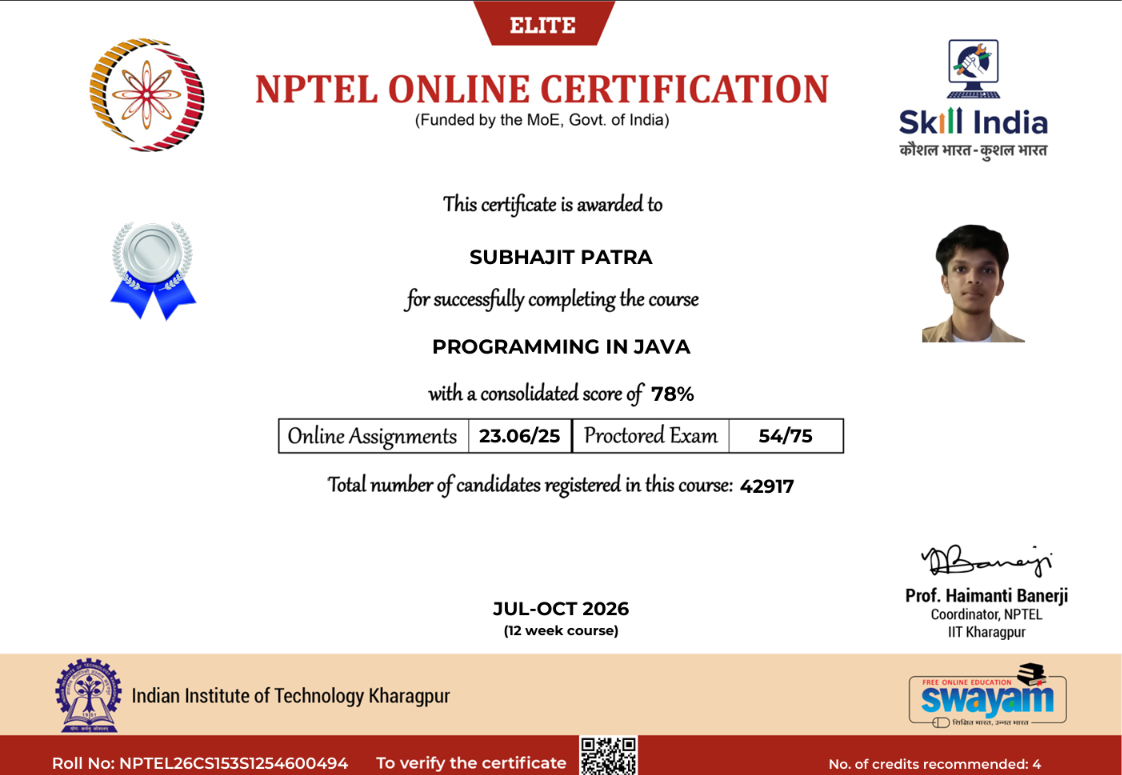 ELITE
NPTEL ONLINE CERTIFICATION
(Funded by the MoE, Govt. of India)
Skill India
कौशल भारत - कुशल भारत
This certificate is awarded to
SUBHAJIT PATRA
for successfully completing the course
PROGRAMMING IN JAVA
with a consolidated score of 78%
Online Assignments 23.06/25 Proctored Exam 54/75
Total number of candidates registered in this course: 42917
Prof. Haimanti Banerji
Coordinator, NPTEL
IIT Kharagpur
JUL-OCT 2026
(12 week course)
Indian Institute of Technology Kharagpur
FREE ONLINE EDUCATION
swayam
शिक्षित भारत, उन्नत भारत
Roll No: NPTEL26CS153S1254600494 To verify the certificate No. of credits recommended: 4